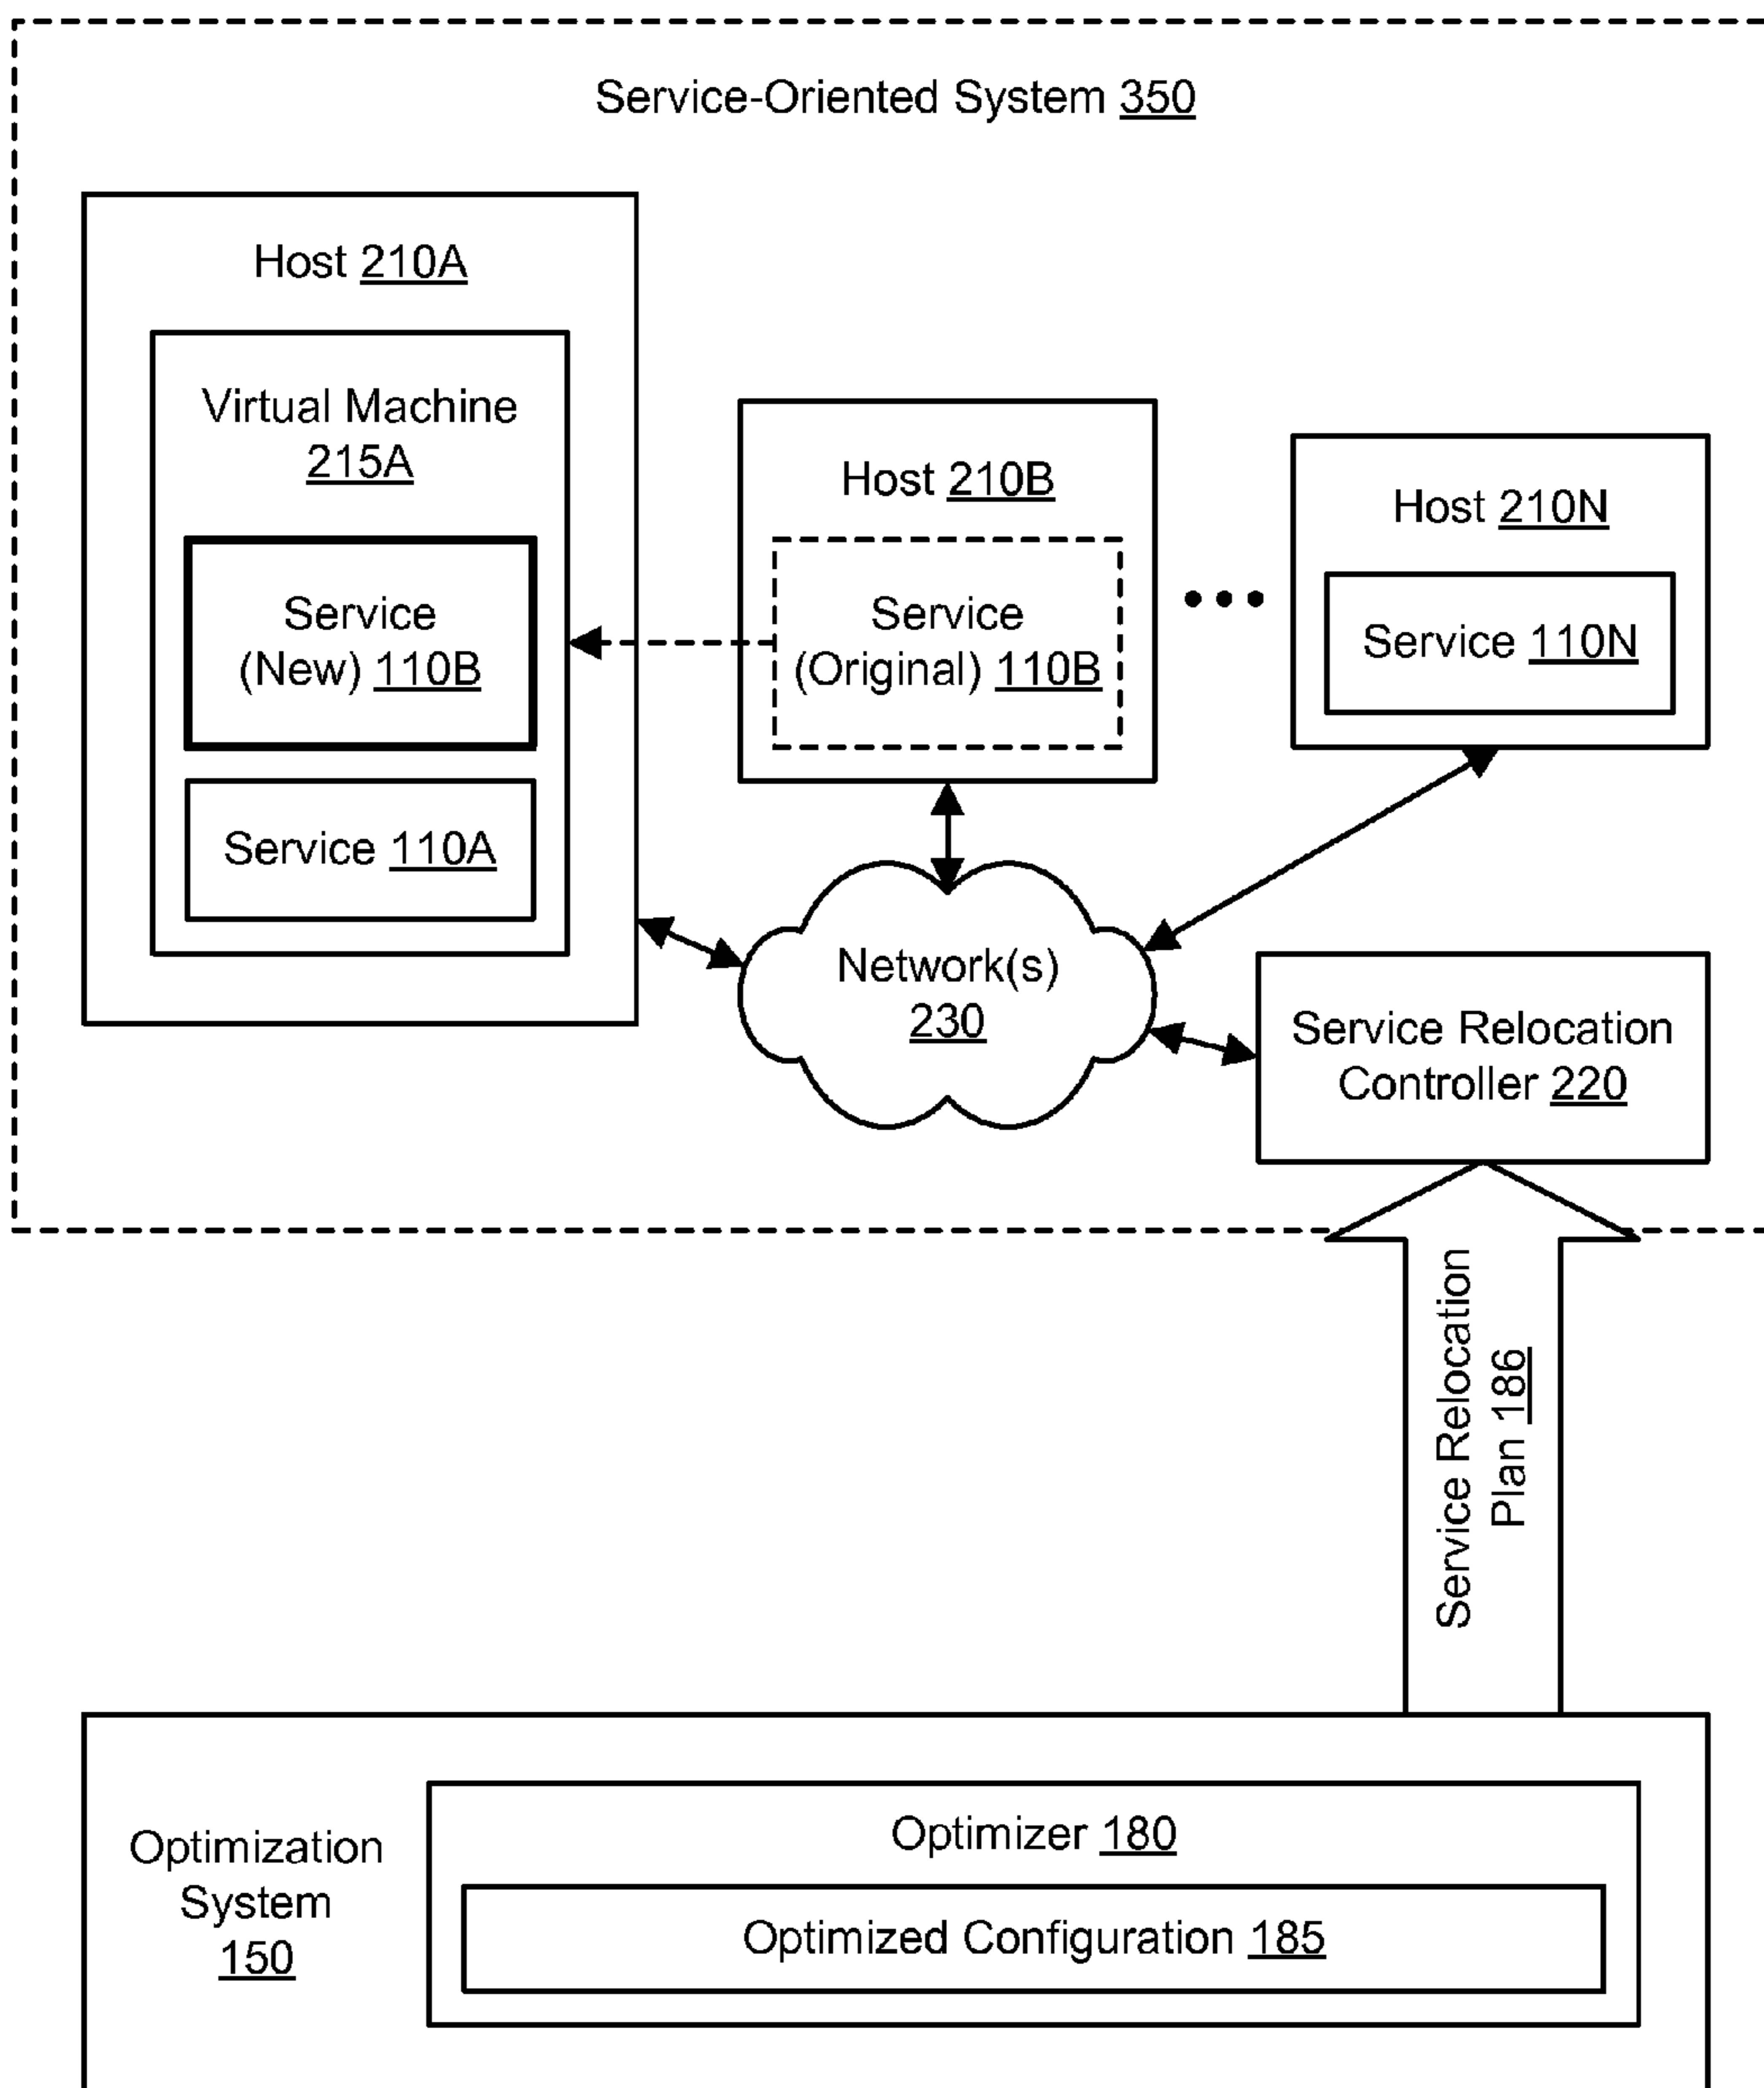 Service-Oriented System 350
Host 210A
Virtual Machine
215A
Service
(New) 110B
Service 110A
Host 210B
Service
(Original) 110B
Host 210N
Service 110N
Network(s)
230
Service Relocation
Controller 220
Service Relocation
Plan 186
Optimization
System
150
Optimizer 180
Optimized Configuration 185